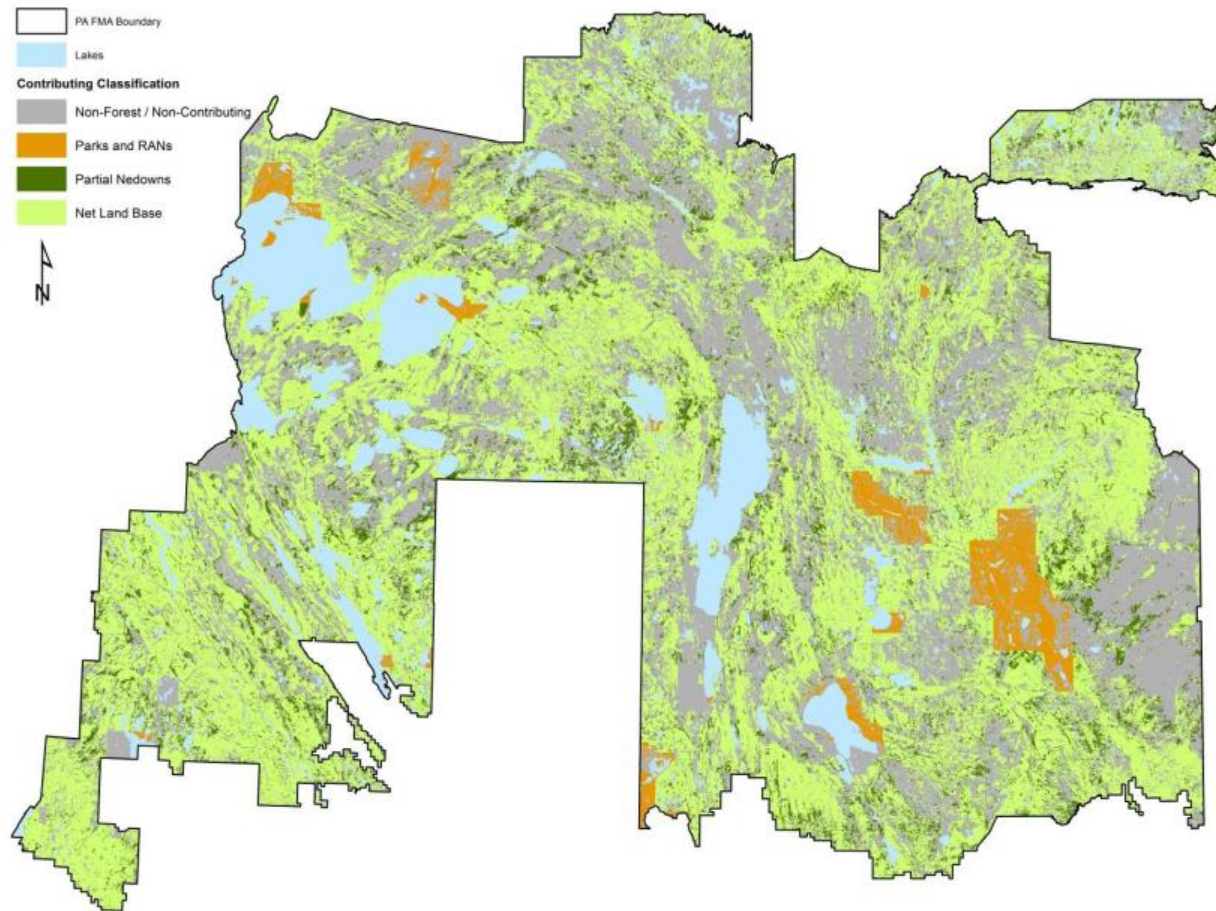 PA FMA Boundary
Lakes
Contributing Classification
Non-Forest / Non-Contributing
Parks and RANs
Partial Nedowns
Net Land Base
N